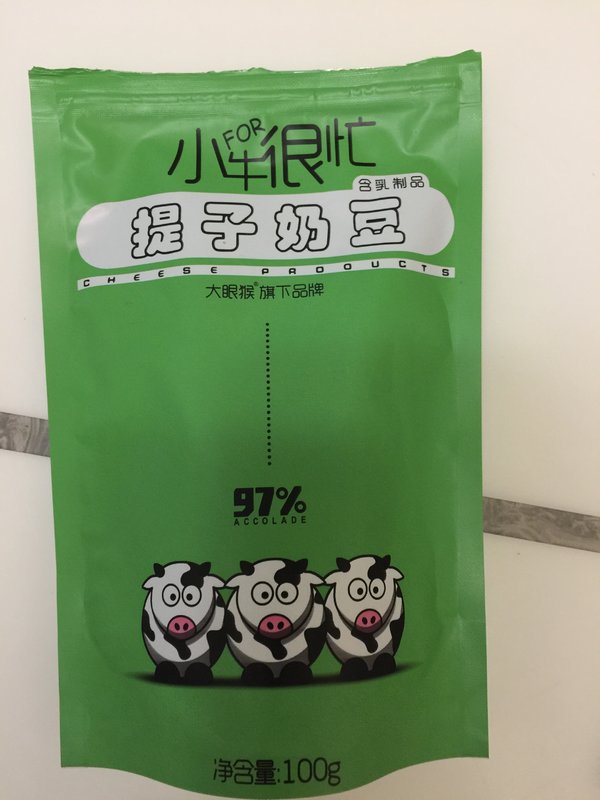 小FOR牛很忙
含乳制品
提子奶豆
CHEESE PRODUCTS
大眼猴®旗下品牌
97%
ACCOLADE
净含量:100g